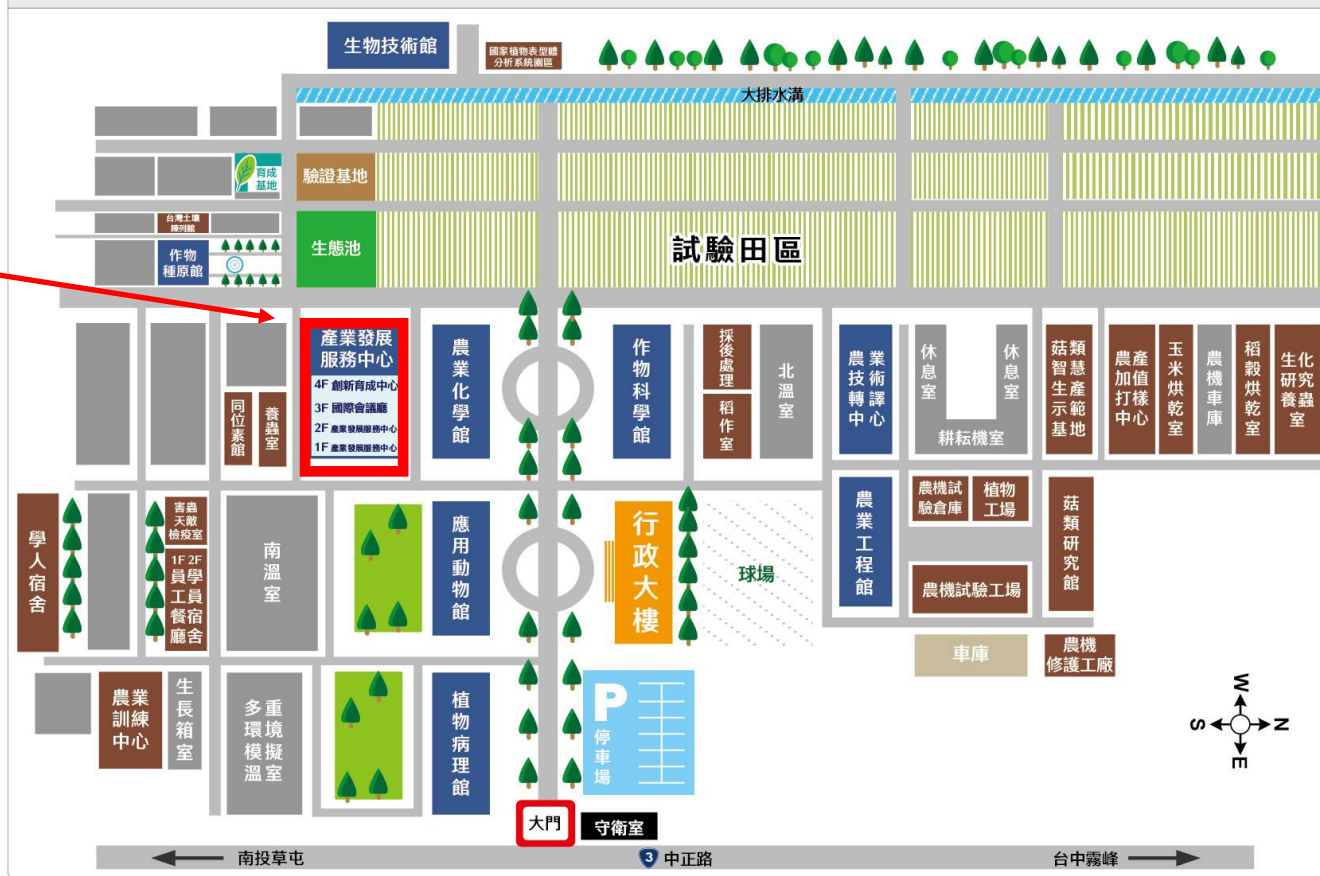 生物技術館
國家植物表型體
分析系統園區
大排水溝
育成
基地
驗證基地
台灣土壤
陳列館
作物
種原館
生態池
試驗田區
產業發展
服務中心
4F 創新育成中心
3F 國際會議廳
2F 產業發展服務中心
1F 產業發展服務中心
同位素館
養蟲室
農業化學館
作物科學館
採後處理
稻作室
北溫室
農業
技術
轉譯
中心
休息室
休息室
耕耘機室
菇類
智慧
生產
示範
基地
農產
加值
打樣
中心
玉米烘乾室
農機車庫
稻穀烘乾室
生化
研究
養蟲室
學人宿舍
害蟲
天敵
檢疫室
1F 2F
員學
工員
餐宿
廳舍
南溫室
應用動物館
行政大樓
球場
農業工程館
農機試
驗倉庫
植物
工場
農機試驗工場
菇類研究館
車庫
農機
修護工廠
農業
訓練
中心
生長箱室
多重
環境
模擬
溫室
植物病理館
P
停車場
W
S
N
E
大門
守衛室
南投草屯
3 中正路
台中霧峰